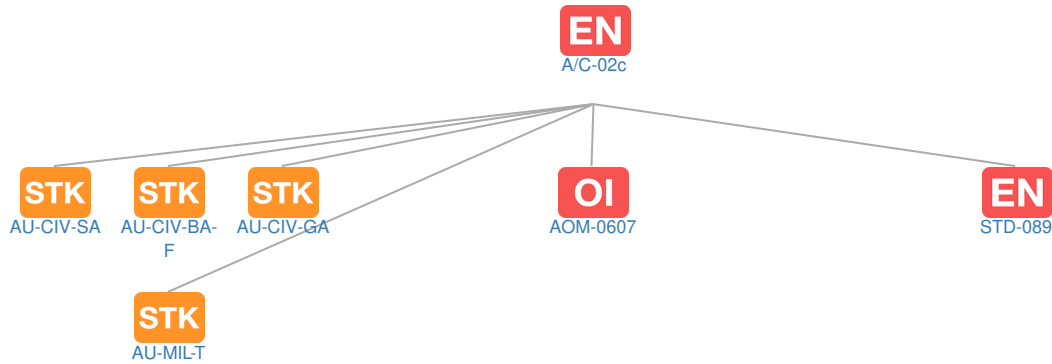 EN
A/C-02c
STK
AU-CIV-SA
STK
AU-CIV-BA-
F
STK
AU-CIV-GA
OI
AOM-0607
EN
STD-089
STK
AU-MIL-T